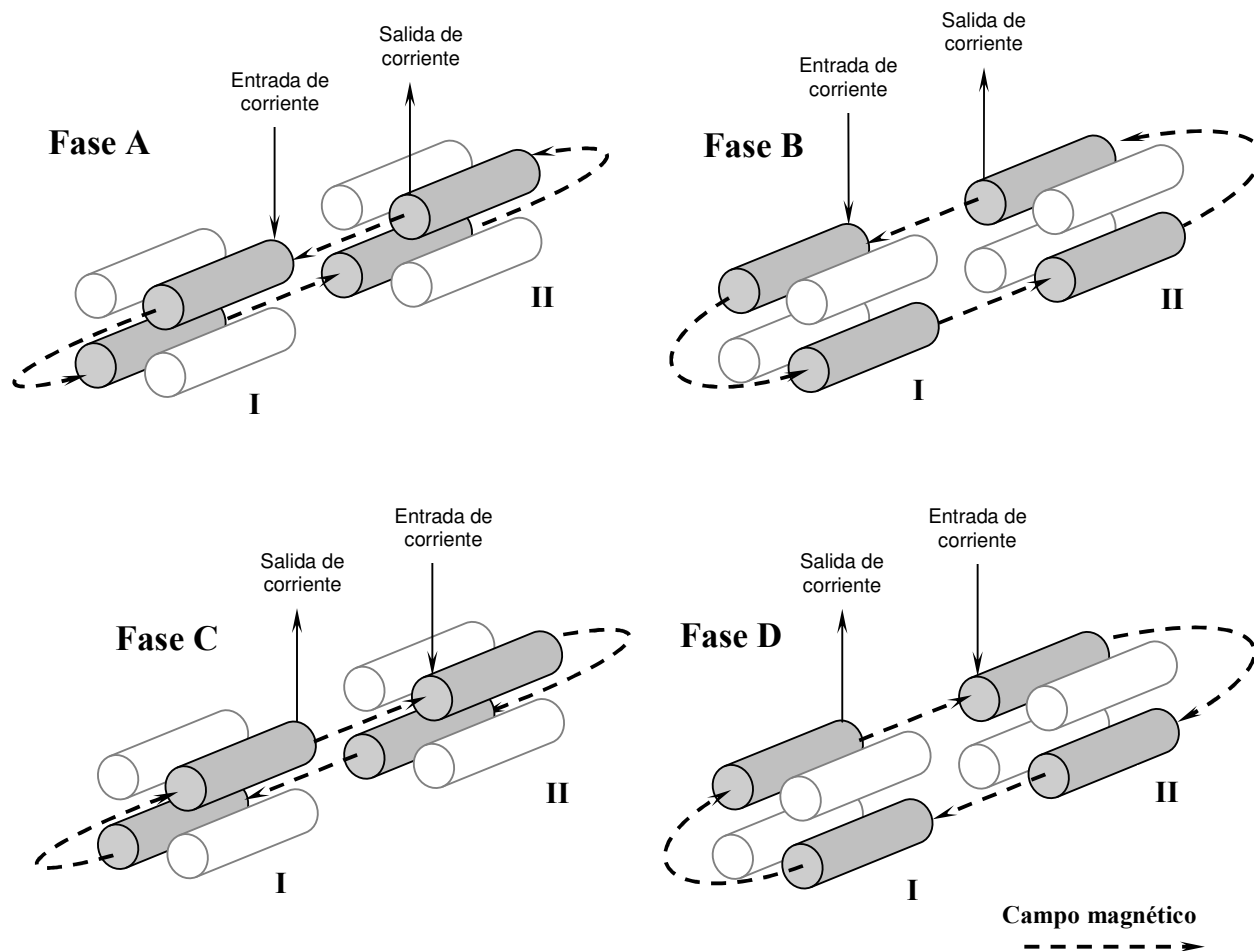 Salida de
corriente
Entrada de
corriente
Fase A
II
I
Salida de
corriente
Entrada de
corriente
Fase B
II
I
Entrada de
corriente
Salida de
corriente
Fase C
II
I
Entrada de
corriente
Salida de
corriente
Fase D
II
I
Campo magnético